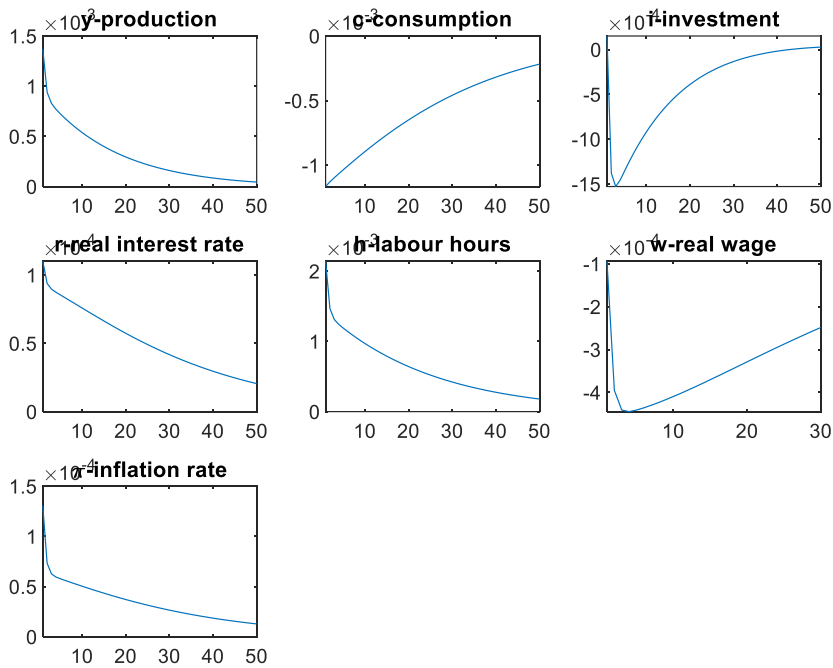 ×10-3
y-production
1.5
1
0.5
0
10 20 30 40 50
×10-3
c-consumption
0
-0.5
-1
10 20 30 40 50
×10-4
i-investment
0
-5
-10
-15
10 20 30 40 50
×10-4
r-real interest rate
1
0.5
0
10 20 30 40 50
×10-3
h-labour hours
2
1
0
10 20 30 40 50
×10-4
w-real wage
-1
-2
-3
-4
10 20 30
×10-4
π-inflation rate
1.5
1
0.5
0
10 20 30 40 50